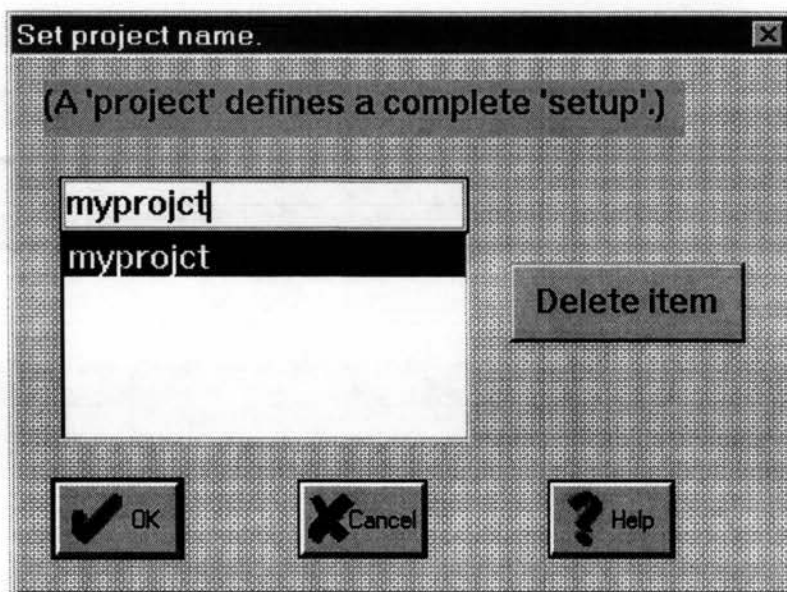 Set project name.
(A 'project' defines a complete 'setup'.)
myprojct
myprojct
Delete item
OK
Cancel
Help